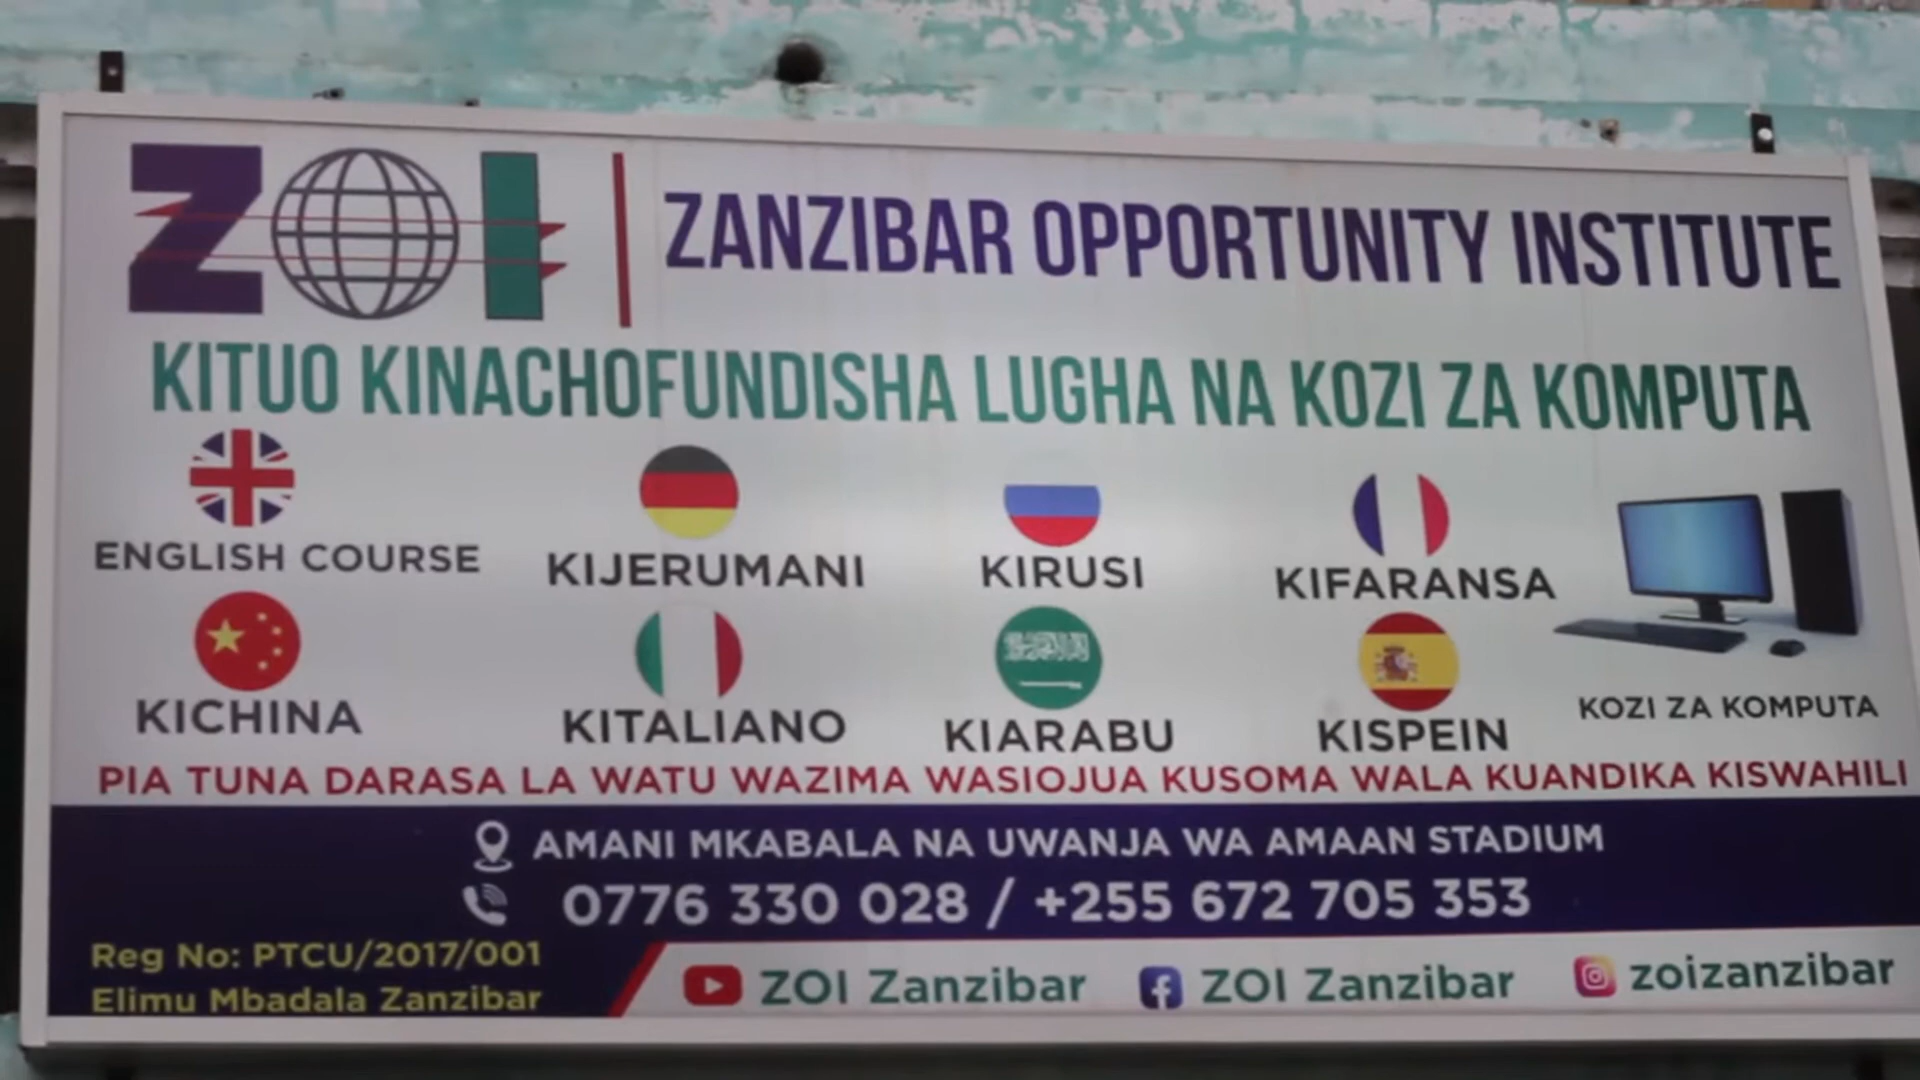 ZOI
ZANZIBAR OPPORTUNITY INSTITUTE
KITUO KINACHOFUNDISHA LUGHA NA KOZI ZA KOMPUTA
ENGLISH COURSE
KIJERUMANI
KIRUSI
KIFARANSA
KICHINA
KITALIANO
KIARABU
KISPEIN
KOZI ZA KOMPUTA
PIA TUNA DARASA LA WATU WAZIMA WASIOJUA KUSOMA WALA KUANDIKA KISWAHILI
AMANI MKABALA NA UWANJA WA AMAAN STADIUM
0776 330 028 / +255 672 705 353
Reg No: PTCU/2017/001
Elimu Mbadala Zanzibar
ZOI Zanzibar
ZOI Zanzibar
zoizanzibar